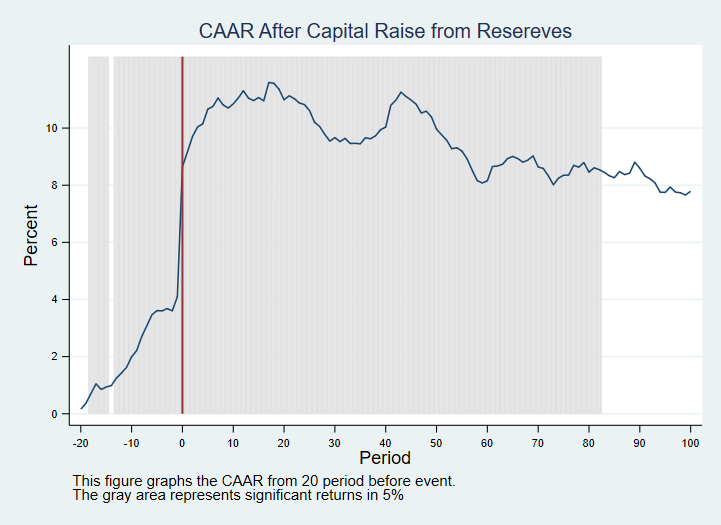 CAAR After Capital Raise from Resereves
Percent
10
8
6
4
2
0
-20 -10 0 10 20 30 40 50 60 70 80 90 100
Period
This figure graphs the CAAR from 20 period before event.
The gray area represents significant returns in 5%